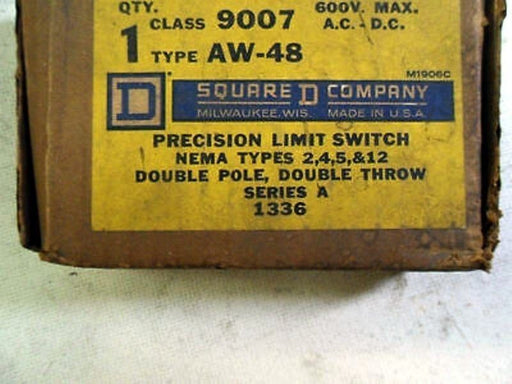 QTY.
CLASS 9007
600V. MAX.
A.C. - D.C.
1 TYPE AW-48
M1906C
D
SQUARE D COMPANY
MILWAUKEE, WIS. MADE IN U.S.A.
PRECISION LIMIT SWITCH
NEMA TYPES 2,4,5,&12
DOUBLE POLE, DOUBLE THROW
SERIES A
1336